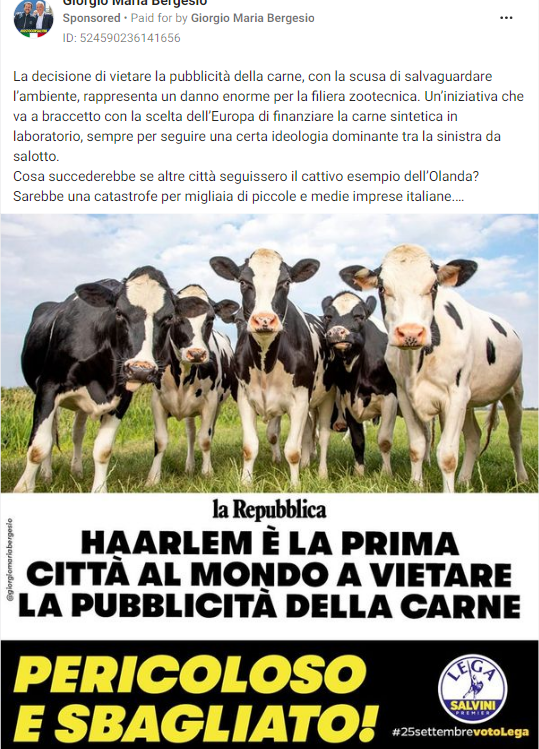 Giorgio Maria Bergesio
Sponsored • Paid for by Giorgio Maria Bergesio
ID: 524590236141656
La decisione di vietare la pubblicità della carne, con la scusa di salvaguardare
l'ambiente, rappresenta un danno enorme per la filiera zootecnica. Un'iniziativa che
va a braccetto con la scelta dell'Europa di finanziare la carne sintetica in
laboratorio, sempre per seguire una certa ideologia dominante tra la sinistra da
salotto.
Cosa succederebbe se altre città seguissero il cattivo esempio dell'Olanda?
Sarebbe una catastrofe per migliaia di piccole e medie imprese italiane....
@giorgiomariabergesio
la Repubblica
HAARLEM È LA PRIMA
CITTÀ AL MONDO A VIETARE
LA PUBBLICITÀ DELLA CARNE
PERICOLOSO
E SBAGLIATO!
LEGA
SALVINI
PREMIER
#25settembrevotoLega